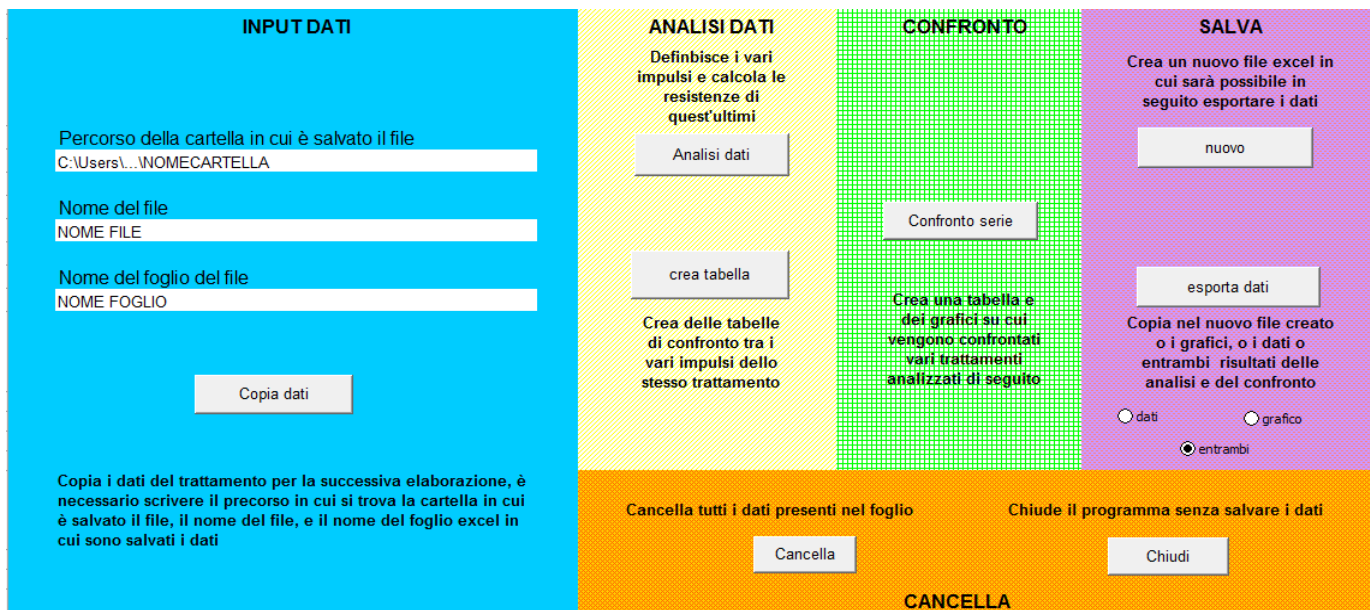 INPUT DATI
Percorso della cartella in cui è salvato il file
C:\Users\...\NOMECARTELLA
Nome del file
NOME FILE
Nome del foglio del file
NOME FOGLIO
Copia dati
Copia i dati del trattamento per la successiva elaborazione, è
necessario scrivere il precorso in cui si trova la cartella in cui
è salvato il file, il nome del file, e il nome del foglio excel in
cui sono salvati i dati
ANALISI DATI
Definbisce i vari
impulsi e calcola le
resistenze di
quest'ultimi
Analisi dati
crea tabella
Crea delle tabelle
di confronto tra i
vari impulsi dello
stesso trattamento
CONFRONTO
Confronto serie
Crea una tabella e
dei grafici su cui
vengono confrontati
vari trattamenti
analizzati di seguito
SALVA
Crea un nuovo file excel in
cui sarà possibile in
seguito esportare i dati
nuovo
esporta dati
Copia nel nuovo file creato
o i grafici, o i dati o
entrambi risultati delle
analisi e del confronto
dati
grafico
entrambi
Cancella tutti i dati presenti nel foglio
Cancella
Chiude il programma senza salvare i dati
Chiudi
CANCELLA